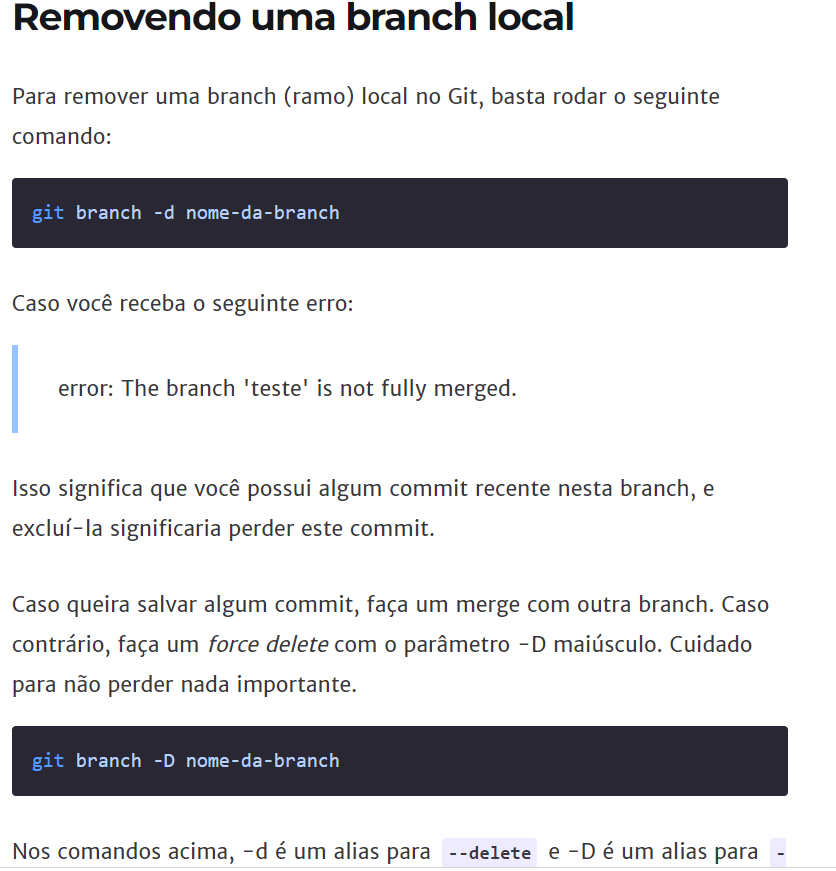 Removendo uma branch local
Para remover uma branch (ramo) local no Git, basta rodar o seguinte
comando:
git branch -d nome-da-branch
Caso você receba o seguinte erro:
error: The branch 'teste' is not fully merged.
Isso significa que você possui algum commit recente nesta branch, e
excluí-la significaria perder este commit.
Caso queira salvar algum commit, faça um merge com outra branch. Caso
contrário, faça um force delete com o parâmetro -D maiúsculo. Cuidado
para não perder nada importante.
git branch -D nome-da-branch
Nos comandos acima, -d é um alias para --delete e -D é um alias para -